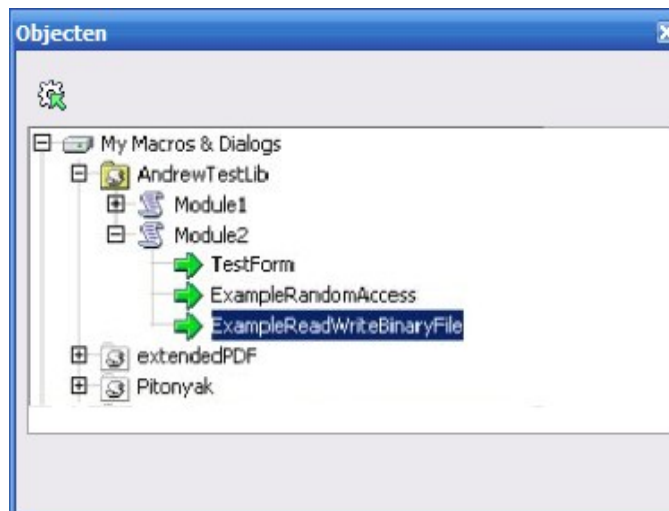 Objecten
My Macros & Dialogs
AndrewTestLib
Module1
Module2
TestForm
ExampleRandomAccess
ExampleReadWriteBinaryFile
extendedPDF
Pitonyak